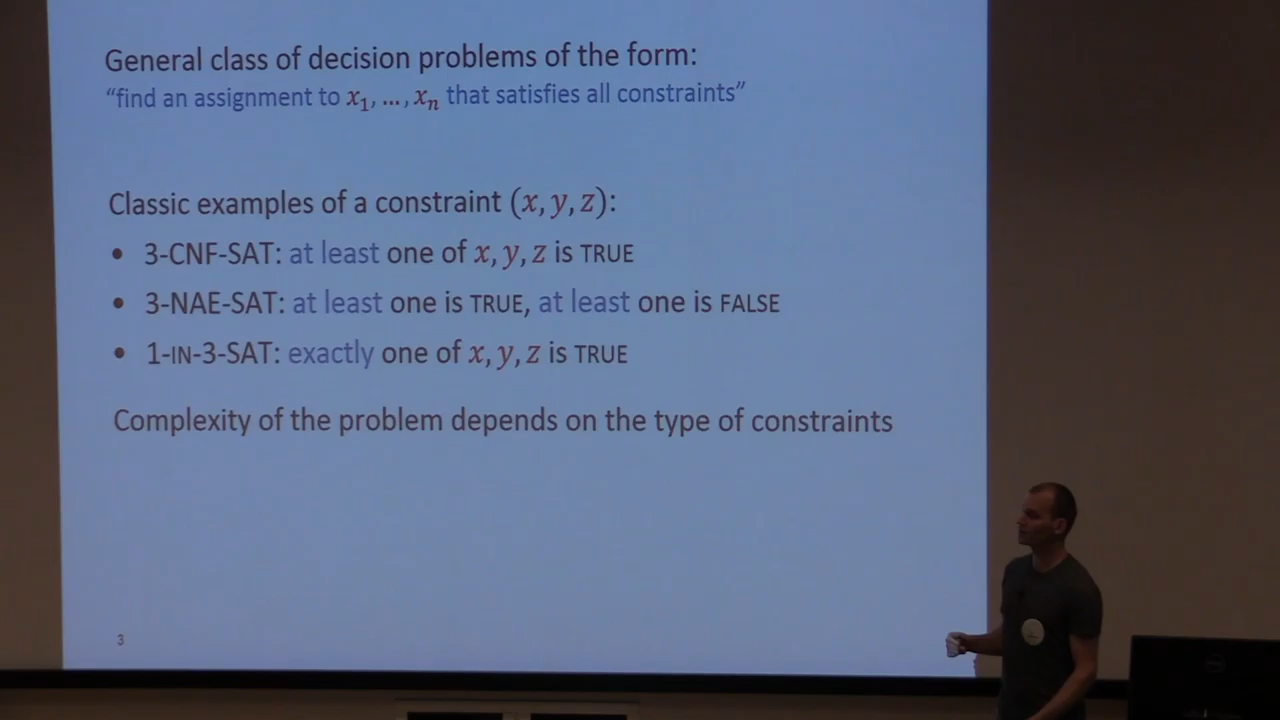 General class of decision problems of the form:
“find an assignment to x₁, ..., xₙ that satisfies all constraints”
Classic examples of a constraint (x, y, z):
• 3-CNF-SAT: at least one of x, y, z is TRUE
• 3-NAE-SAT: at least one is TRUE, at least one is FALSE
• 1-IN-3-SAT: exactly one of x, y, z is TRUE
Complexity of the problem depends on the type of constraints
3